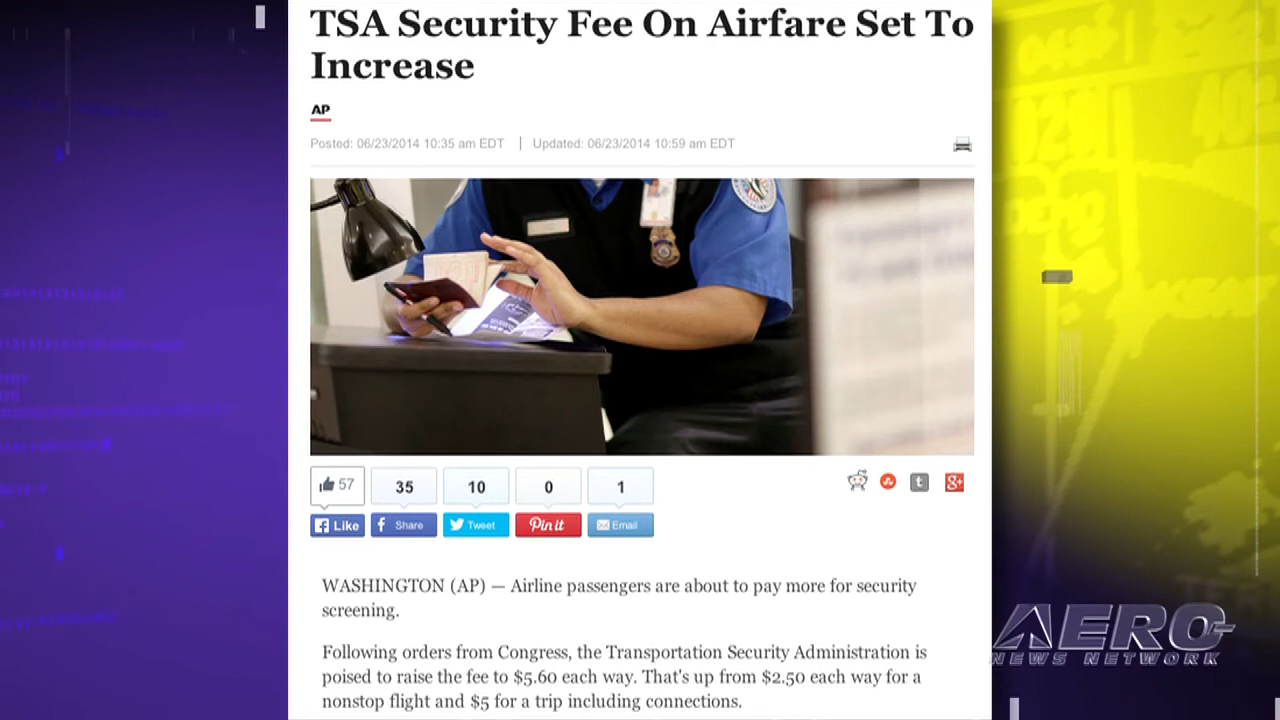 TSA Security Fee On Airfare Set To
Increase
AP
Posted: 06/23/2014 10:35 am EDT | Updated: 06/23/2014 10:59 am EDT
57
35
10
0
1
t
g+
Like
Share
Tweet
Pin it
Email
WASHINGTON (AP) — Airline passengers are about to pay more for security
screening.
Following orders from Congress, the Transportation Security Administration is
poised to raise the fee to $5.60 each way. That's up from $2.50 each way for a
nonstop flight and $5 for a trip including connections.
AERO-
NEWS NETWORK